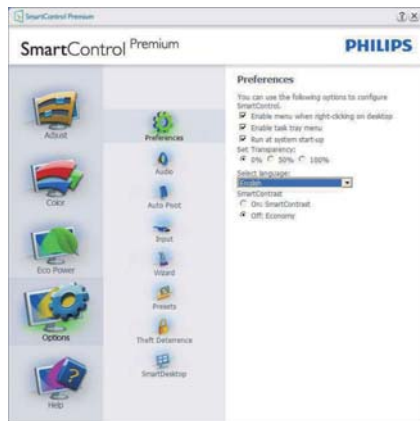 SmartControl Premium
SmartControl Premium
PHILIPS
Adjust
Color
Eco Power
Options
Help
Preferences
Audio
Auto Pivot
Input
Wizard
Presets
Theft Deterrence
SmartDesktop
Preferences
You can use the following options to configure
SmartControl.
Enable menu when right-clicking on desktop
Enable task tray menu
Run at system start-up
Set Transparency:
0% 50% 100%
Select language:
English
SmartContrast
On: SmartContrast
Off: Economy